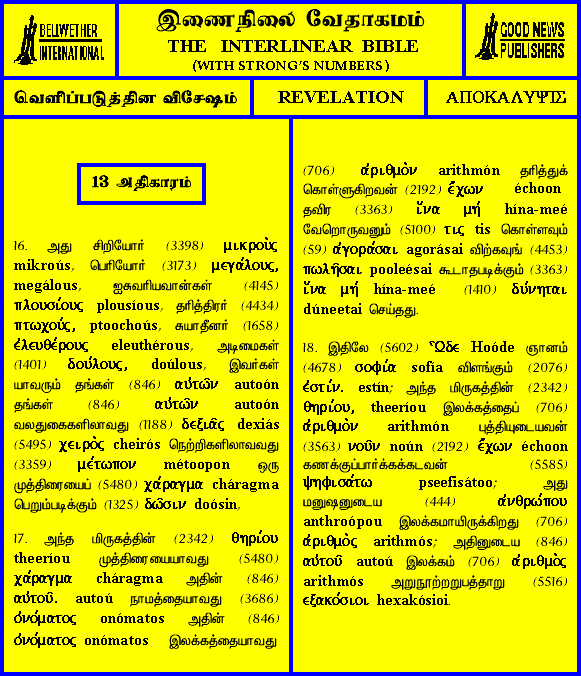 BELLWETHER
INTERNATIONAL
இணைநிலை வேதாகமம்
THE INTERLINEAR BIBLE
(WITH STRONG'S NUMBERS)
GOOD NEWS
PUBLISHERS
வெளிப்படுத்தின விசேஷம்
REVELATION
ΑΠΟΚΑΛΥΨΙΣ
13 அதிகாரம்
16. அது சிறியோர் (3398) μικροὺς
mikroús, பெரியோர் (3173) μεγάλους,
megálous, ஐசுவரியவான்கள் (4145)
πλουσίους plousíous, தரித்திரர் (4434)
πτωχούς, ptoochoús, சுயாதீனர் (1658)
ἐλευθέρους eleuthérous, அடிமைகள்
(1401) δούλους, doúlous, இவர்கள்
யாவரும் தங்கள் (846) αὐτῶν autoón
தங்கள் (846) αὐτῶν autoón
வலதுகைகளிலாவது (1188) δεξιᾶς dexiás
(5495) χειρὸς cheirós நெற்றிகளிலாவவது
(3359) μέτωπον métoopon ஒரு
முத்திரையைப் (5480) χάραγμα cháragma
பெறும்படிக்கும் (1325) δῶσιν doósin,
17. அந்த மிருகத்தின் (2342) θηρίου
theeríou முத்திரையையாவது (5480)
χάραγμα cháragma அதின் (846)
αὐτοῦ. autoú நாமத்தையாவது (3686)
ὀνόματος onómatos அதின் (846)
ὀνόματος onómatos இலக்கத்தையாவது
(706) ἀριθμὸν arithmón தரித்துக்
கொள்ளுகிறவன் (2192) ἔχων échoon
தவிர (3363) ἵνα μή hína-meé
வேறொருவனும் (5100) τις tis கொள்ளவும்
(59) ἀγοράσαι agorásai விற்கவுங் (4453)
πωλῆσαι pooleésai கூடாதபடிக்கும் (3363)
ἵνα μή hína-meé (1410) δύνηται
dúneetai செய்தது.
18. இதிலே (5602) Ὧδε Hoóde ஞானம்
(4678) σοφία sofía விளங்கும் (2076)
ἐστίν. estín; அந்த மிருகத்தின் (2342)
θηρίου, theeríou இலக்கத்தைப் (706)
ἀριθμὸν arithmón புத்தியுடையவன்
(3563) νοῦν noún (2192) ἔχων échoon
கணக்குப்பார்க்கக்கடவன் (5585)
ψηφισάτω pseefisátoo; அது
மனுஷனுடைய (444) ἀνθρώπου
anthroópou இலக்கமாயிருக்கிறது (706)
ἀριθμὸς arithmós; அதினுடைய (846)
αὐτοῦ autoú இலக்கம் (706) ἀριθμὸς
arithmós அறுநூற்றறுபத்தாறு (5516)
ἑξακόσιοι hexakósioi.